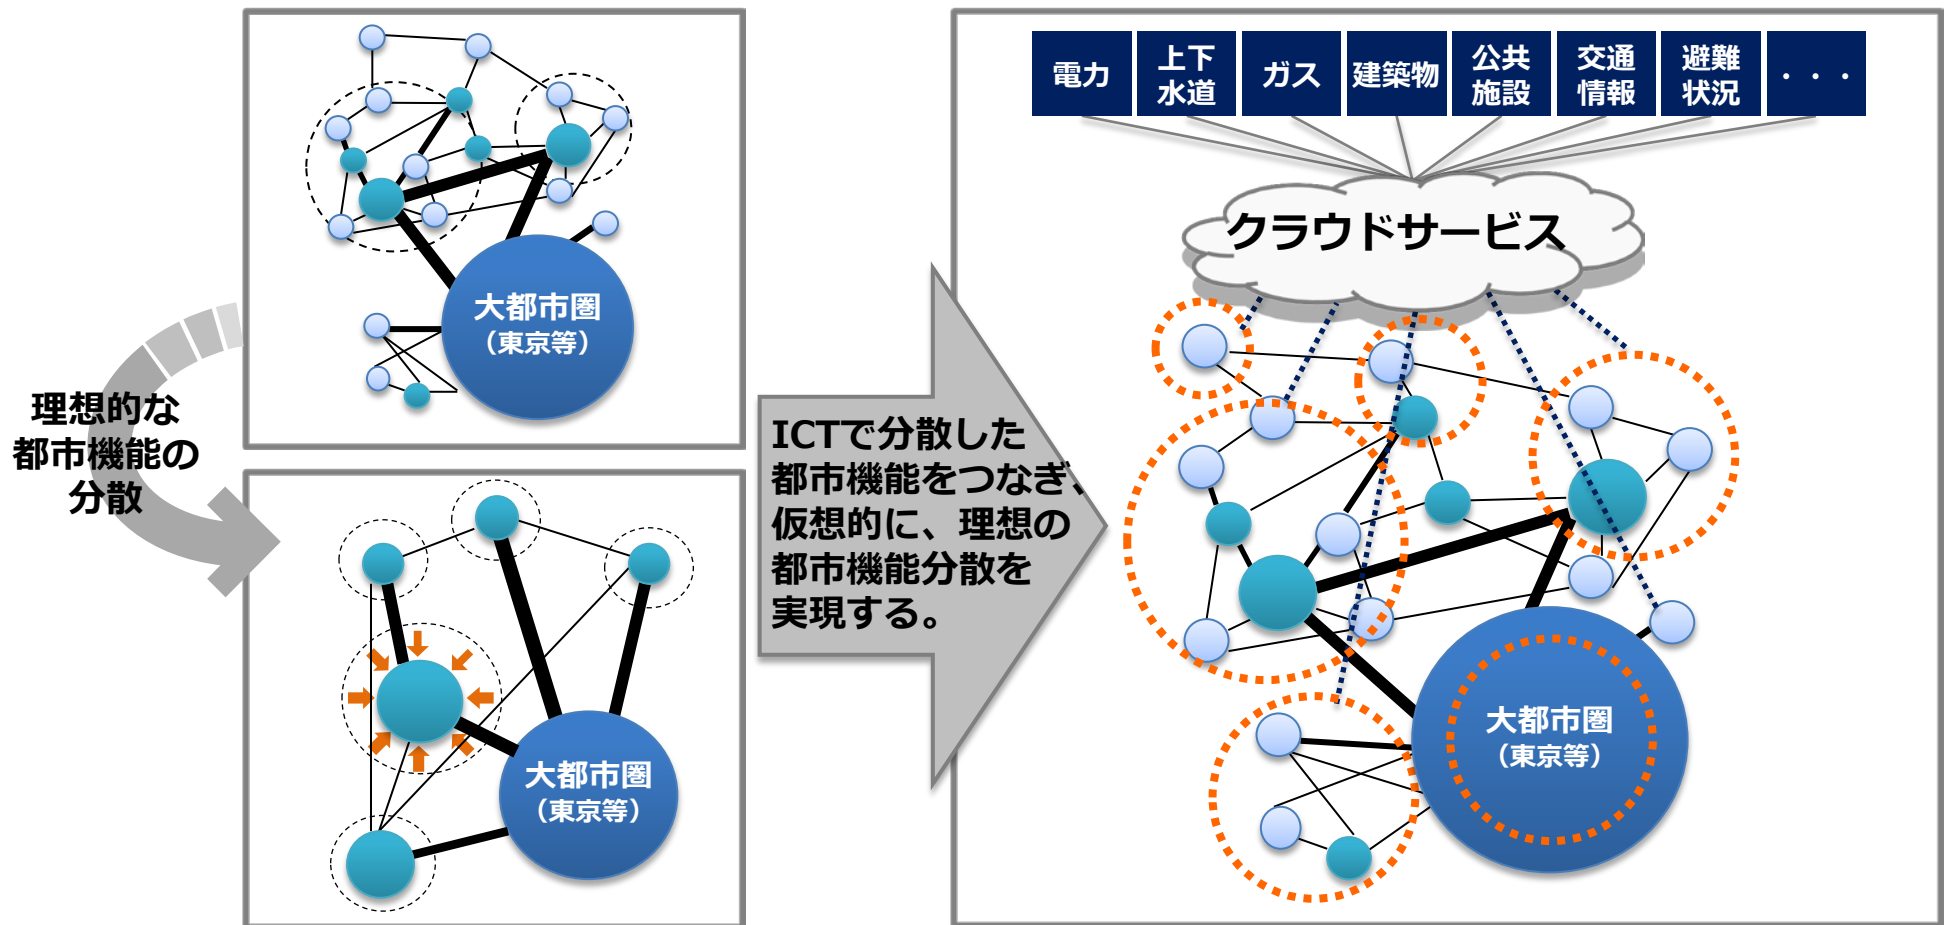 大都市圏
（東京等）
理想的な
都市機能の
分散
大都市圏
（東京等）
ICTで分散した
都市機能をつなぎ、
仮想的に、理想の
都市機能分散を
実現する。
電力
上下
水道
ガス
建築物
公共
施設
交通
情報
避難
状況
・・・
クラウドサービス
大都市圏
（東京等）